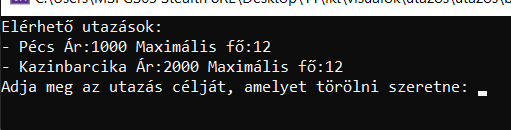 Elérhető utazások:
- Pécs Ár:1000 Maximális fő:12
- Kazinbarcika Ár:2000 Maximális fő:12
Adja meg az utazás célját, amelyet törölni szeretne: